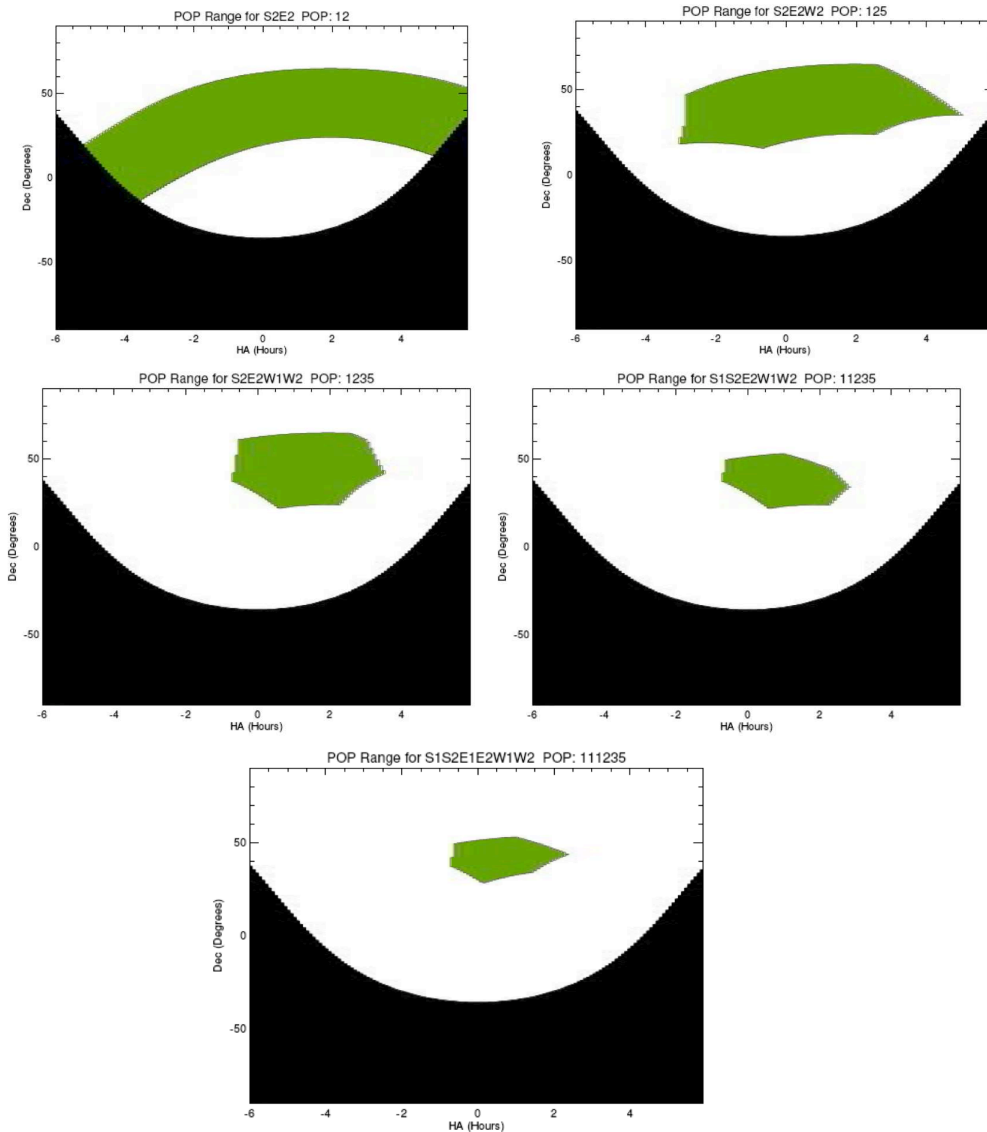 POP Range for S2E2 POP: 12
50
0
-50
Dec (Degrees)
-6 -4 -2 0 2 4
HA (Hours)
POP Range for S2E2W2 POP: 125
50
0
-50
Dec (Degrees)
-6 -4 -2 0 2 4
HA (Hours)
POP Range for S2E2W1W2 POP: 1235
50
0
-50
Dec (Degrees)
-6 -4 -2 0 2 4
HA (Hours)
POP Range for S1S2E2W1W2 POP: 11235
50
0
-50
Dec (Degrees)
-6 -4 -2 0 2 4
HA (Hours)
POP Range for S1S2E1E2W1W2 POP: 111235
50
0
-50
Dec (Degrees)
-6 -4 -2 0 2 4
HA (Hours)